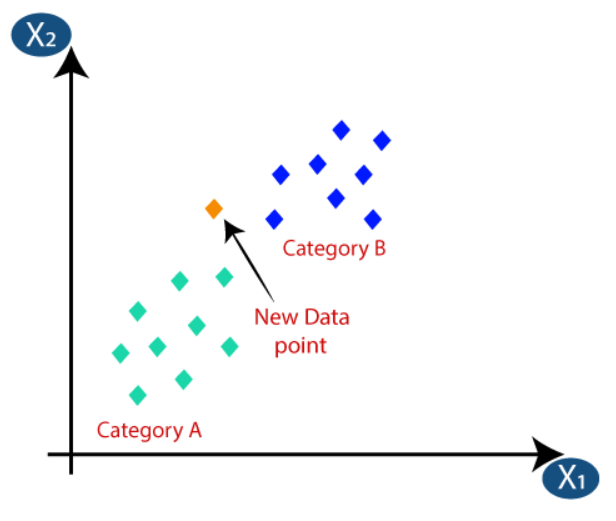 X₂
Category B
New Data
point
Category A
X₁